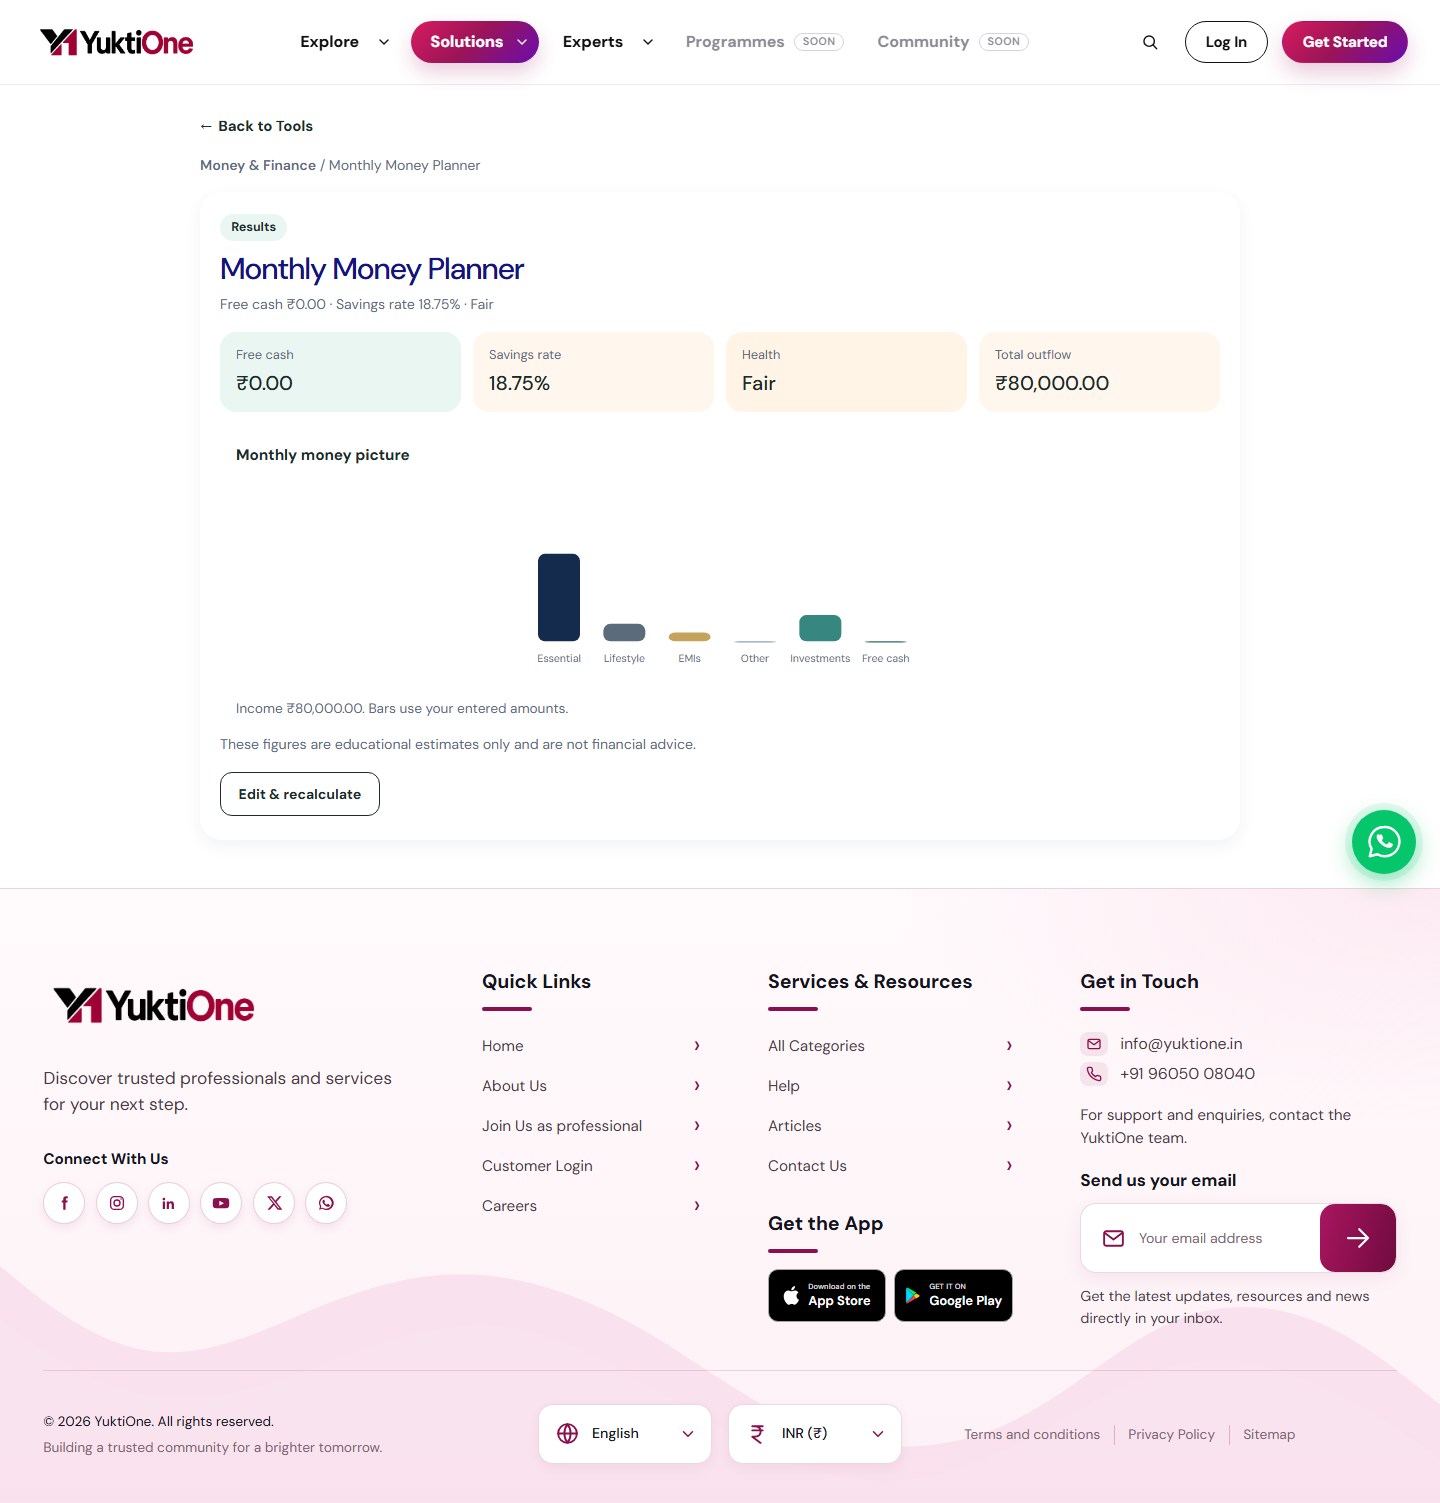 YuktiOne
Explore
Solutions
Experts
Programmes SOON
Community SOON
Log In
Get Started
← Back to Tools
Money & Finance / Monthly Money Planner
Results
Monthly Money Planner
Free cash ₹0.00 · Savings rate 18.75% · Fair
Free cash
₹0.00
Savings rate
18.75%
Health
Fair
Total outflow
₹80,000.00
Monthly money picture
Essential
Lifestyle
EMIs
Other
Investments
Free cash
Income ₹80,000.00. Bars use your entered amounts.
These figures are educational estimates only and are not financial advice.
Edit & recalculate
YuktiOne
Discover trusted professionals and services
for your next step.
Connect With Us
Quick Links
Home
About Us
Join Us as professional
Customer Login
Careers
Services & Resources
All Categories
Help
Articles
Contact Us
Get the App
Download on the
App Store
GET IT ON
Google Play
Get in Touch
info@yuktione.in
+91 96050 08040
For support and enquiries, contact the
YuktiOne team.
Send us your email
Your email address
Get the latest updates, resources and news
directly in your inbox.
© 2026 YuktiOne. All rights reserved.
Building a trusted community for a brighter tomorrow.
English
₹ INR (₹)
Terms and conditions
Privacy Policy
Sitemap